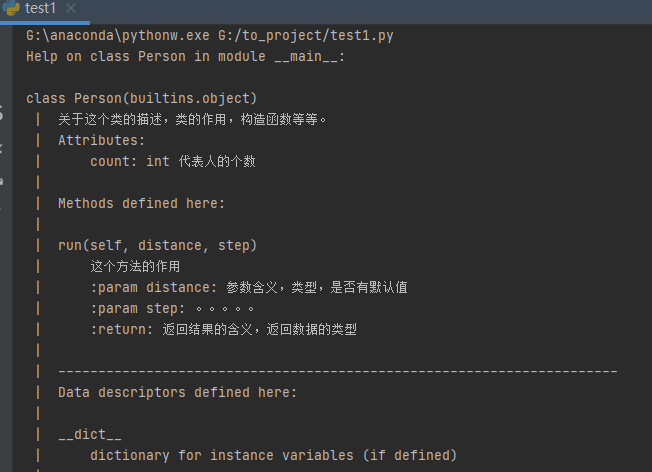 test1
G:\anaconda\pythonw.exe G:/to_project/test1.py
Help on class Person in module __main__:
class Person(builtins.object)
 |  关于这个类的描述，类的作用，构造函数等等。
 |  Attributes:
 |      count: int 代表人的个数
 |
 |  Methods defined here:
 |
 |  run(self, distance, step)
 |      这个方法的作用
 |      :param distance: 参数含义，类型，是否有默认值
 |      :param step: 。。。。。
 |      :return: 返回结果的含义，返回数据的类型
 |
 |  ----------------------------------------------------------------------
 |  Data descriptors defined here:
 |
 |  __dict__
 |      dictionary for instance variables (if defined)